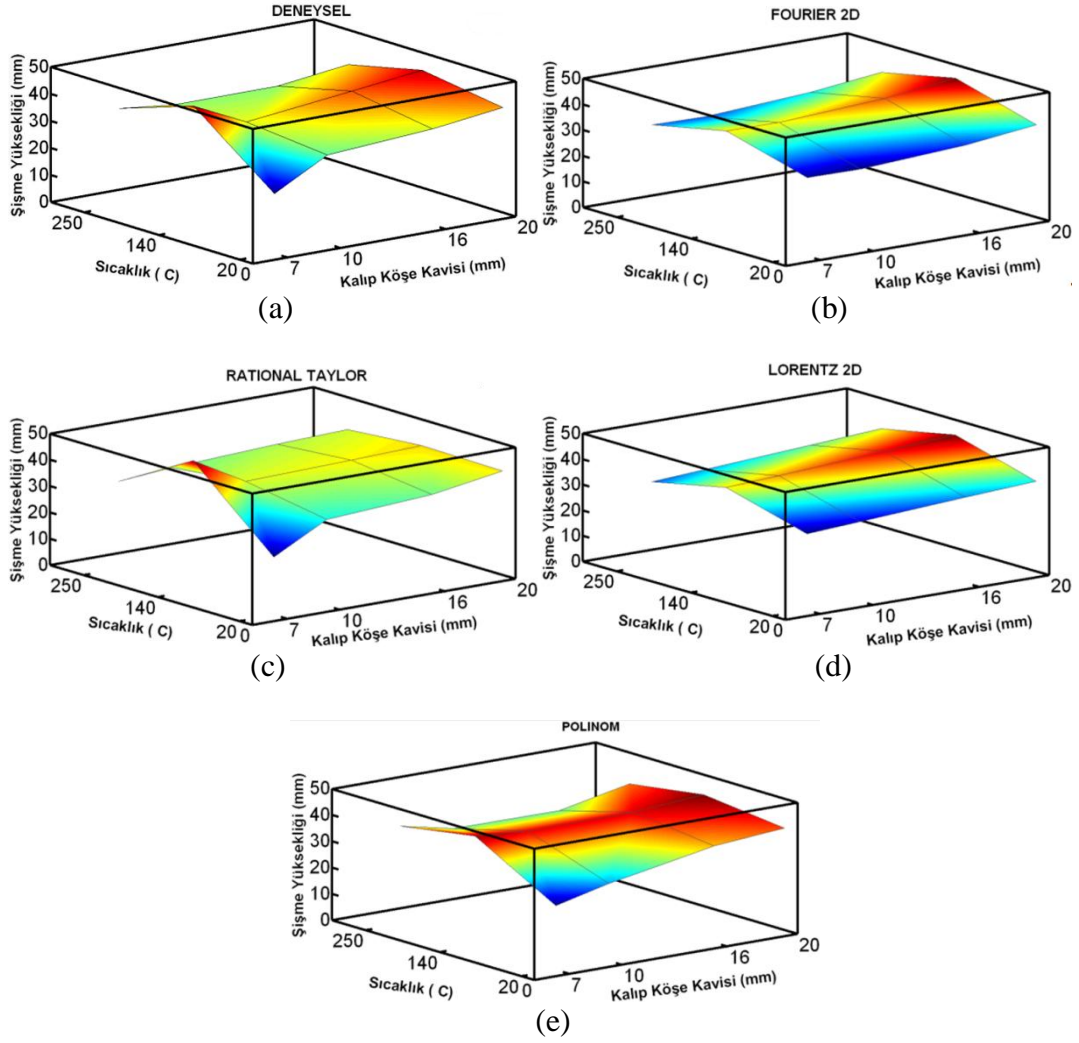 DENEYSEL
Şişme Yüksekliği (mm)
50
40
30
20
10
0
250
140
20
0
7
10
16
20
Sıcaklık ( C)
Kalıp Köşe Kavisi (mm)
(a)
FOURIER 2D
Şişme Yüksekliği (mm)
50
40
30
20
10
0
250
140
20
0
7
10
16
20
Sıcaklık ( C)
Kalıp Köşe Kavisi (mm)
(b)
RATIONAL TAYLOR
Şişme Yüksekliği (mm)
50
40
30
20
10
0
250
140
20
0
7
10
16
20
Sıcaklık ( C)
Kalıp Köşe Kavisi (mm)
(c)
LORENTZ 2D
Şişme Yüksekliği (mm)
50
40
30
20
10
0
250
140
20
0
7
10
16
20
Sıcaklık ( C)
Kalıp Köşe Kavisi (mm)
(d)
POLINOM
Şişme Yüksekliği (mm)
50
40
30
20
10
0
250
140
20
0
7
10
16
20
Sıcaklık ( C)
Kalıp Köşe Kavisi (mm)
(e)